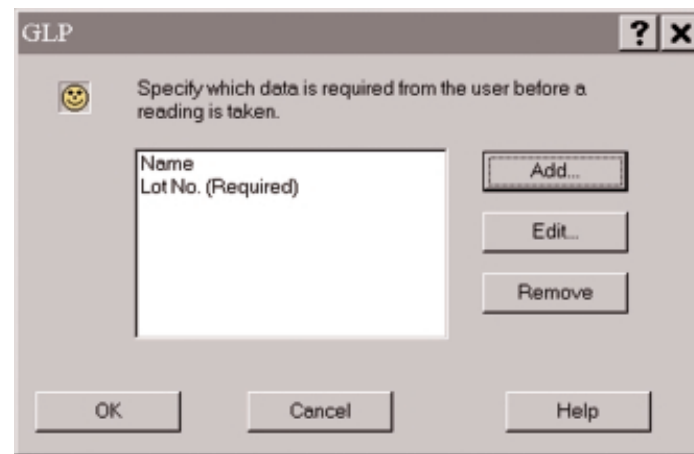 GLP
? X
Specify which data is required from the user before a
reading is taken.
Name
Lot No. (Required)
Add...
Edit...
Remove
OK
Cancel
Help